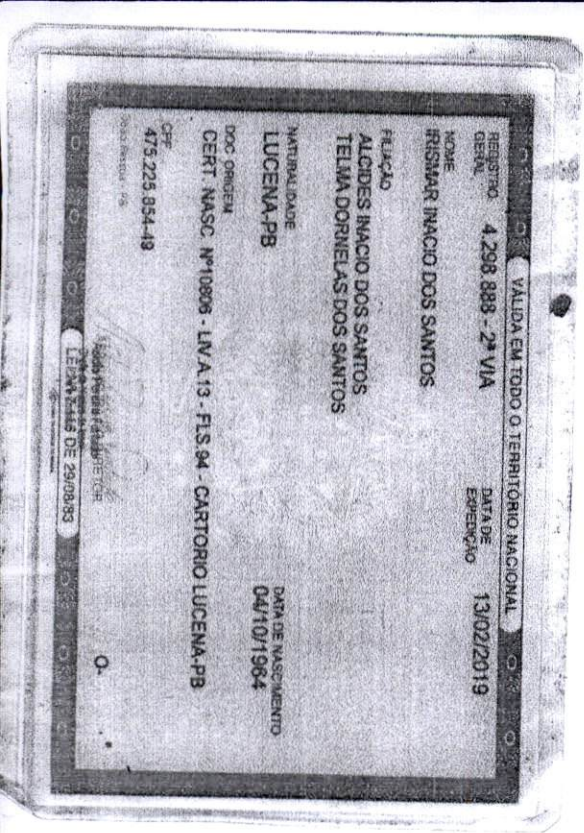 VÁLIDA EM TODO O TERRITÓRIO NACIONAL
REGISTRO GERAL 4.298.888 - 2ª VIA DATA DE EXPEDIÇÃO 13/02/2019
NOME
IRISMAR INACIO DOS SANTOS
FILIAÇÃO
ALCIDES INACIO DOS SANTOS
TELMA DORNELAS DOS SANTOS
NATURALIDADE DATA DE NASCIMENTO
LUCENA-PB 04/10/1964
DOC ORIGEM
CERT. NASC. Nº10806 - LIV.A.13 - FLS.94 - CARTORIO LUCENA-PB
CPF
475.225.854-49
João Pessoa - PB
O-
LEI Nº 7.116 DE 29/08/83